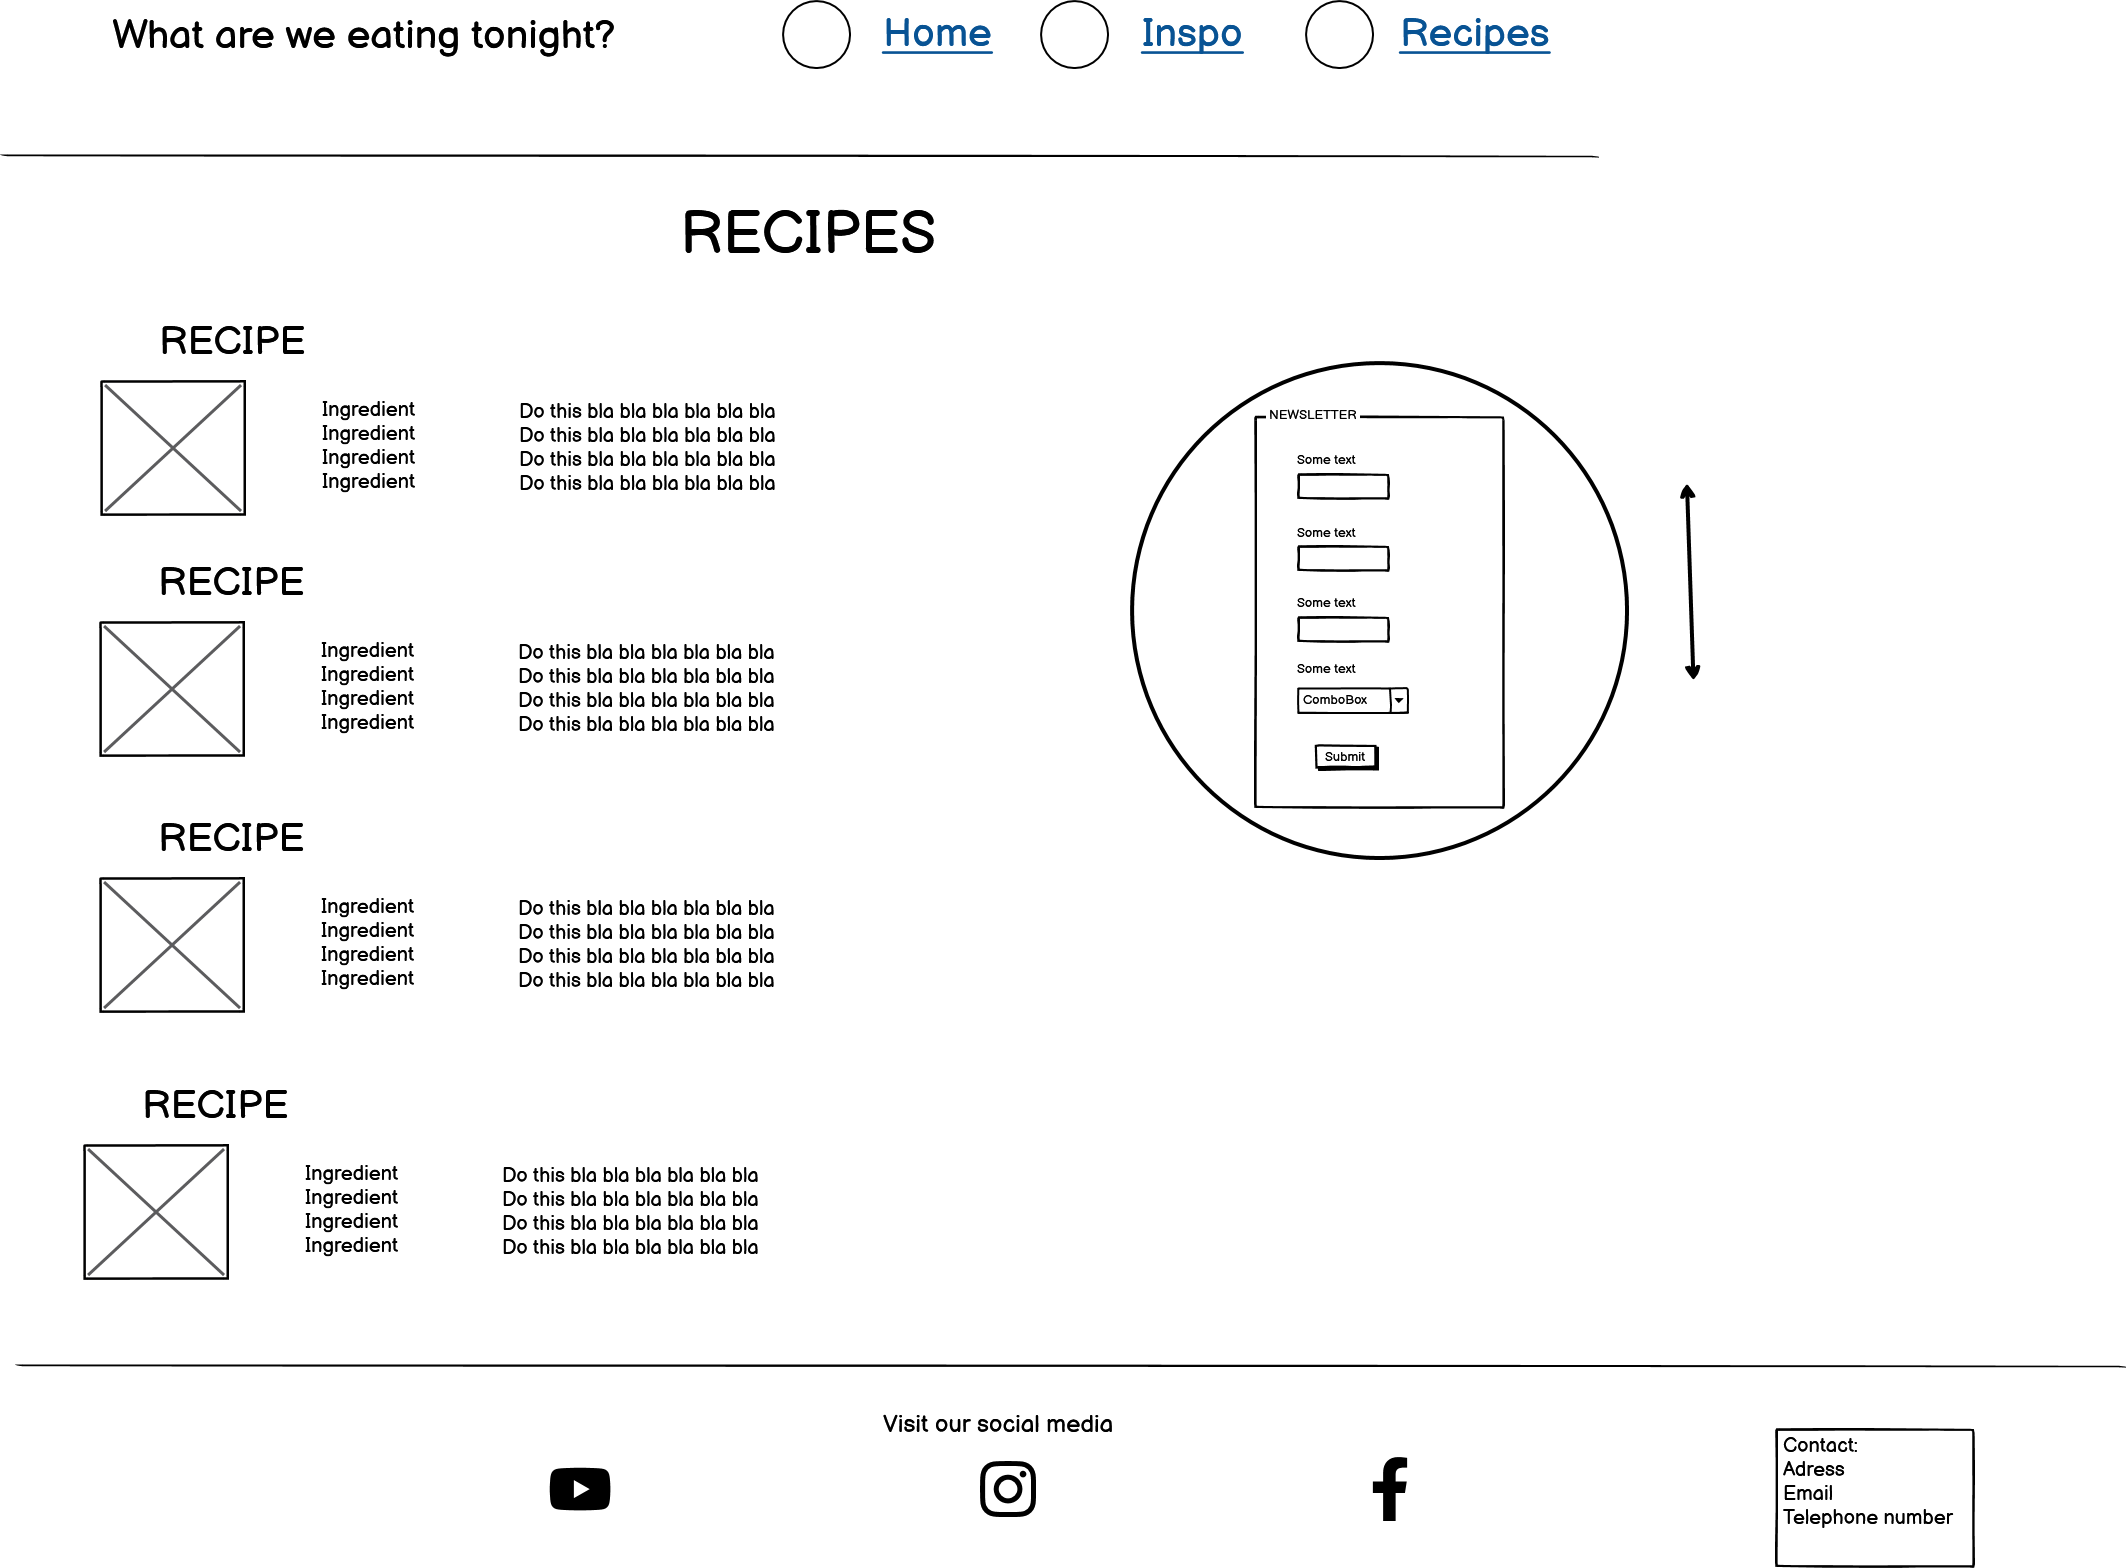 What are we eating tonight?
Home
Inspo
Recipes
RECIPES
RECIPE
Ingredient
Ingredient
Ingredient
Ingredient
Do this bla bla bla bla bla bla
Do this bla bla bla bla bla bla
Do this bla bla bla bla bla bla
Do this bla bla bla bla bla bla
RECIPE
Ingredient
Ingredient
Ingredient
Ingredient
Do this bla bla bla bla bla bla
Do this bla bla bla bla bla bla
Do this bla bla bla bla bla bla
Do this bla bla bla bla bla bla
RECIPE
Ingredient
Ingredient
Ingredient
Ingredient
Do this bla bla bla bla bla bla
Do this bla bla bla bla bla bla
Do this bla bla bla bla bla bla
Do this bla bla bla bla bla bla
RECIPE
Ingredient
Ingredient
Ingredient
Ingredient
Do this bla bla bla bla bla bla
Do this bla bla bla bla bla bla
Do this bla bla bla bla bla bla
Do this bla bla bla bla bla bla
NEWSLETTER
Some text
Some text
Some text
Some text
ComboBox
Submit
Visit our social media
Contact:
Adress
Email
Telephone number